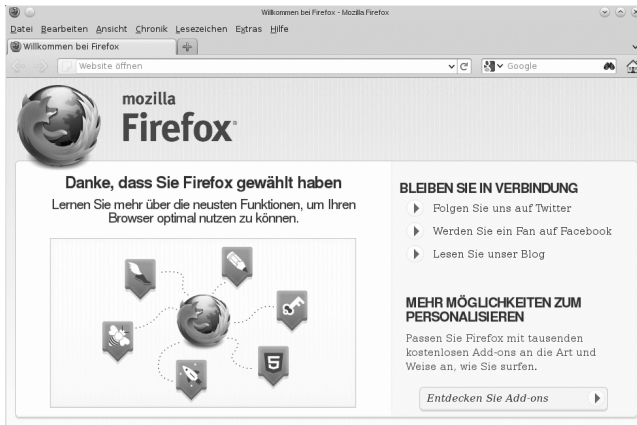 Willkommen bei Firefox - Mozilla Firefox
Datei Bearbeiten Ansicht Chronik Lesezeichen Extras Hilfe
Willkommen bei Firefox
Website öffnen
Google
mozilla
Firefox
Danke, dass Sie Firefox gewählt haben
Lernen Sie mehr über die neusten Funktionen, um Ihren
Browser optimal nutzen zu können.
5
BLEIBEN SIE IN VERBINDUNG
Folgen Sie uns auf Twitter
Werden Sie ein Fan auf Facebook
Lesen Sie unser Blog
MEHR MÖGLICHKEITEN ZUM
PERSONALISIEREN
Passen Sie Firefox mit tausenden
kostenlosen Add-ons an die Art und
Weise an, wie Sie surfen.
Entdecken Sie Add-ons